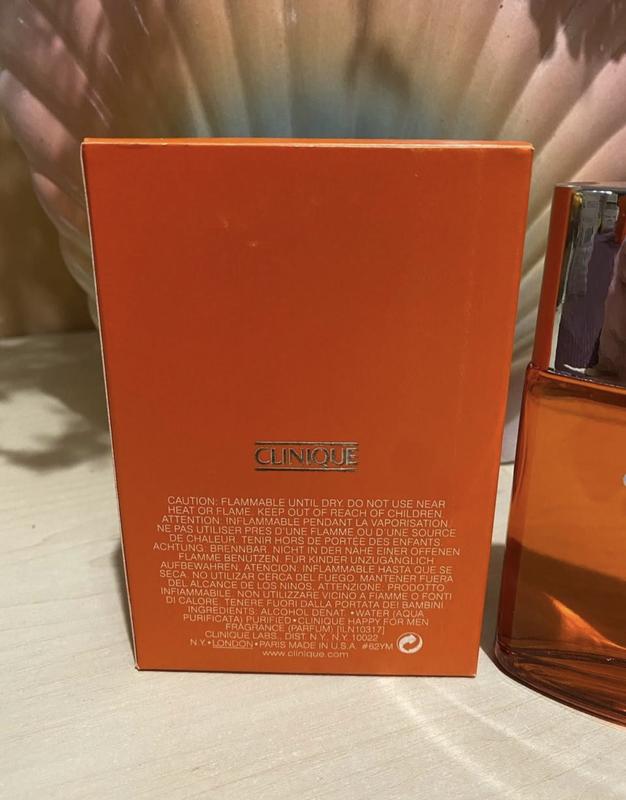 CLINIQUE
CAUTION: FLAMMABLE UNTIL DRY. DO NOT USE NEAR
HEAT OR FLAME. KEEP OUT OF REACH OF CHILDREN.
ATTENTION: INFLAMMABLE PENDANT LA VAPORISATION.
NE PAS UTILISER PRES D'UNE FLAMME OU D'UNE SOURCE
DE CHALEUR. TENIR HORS DE PORTÉE DES ENFANTS.
ACHTUNG: BRENNBAR. NICHT IN DER NÄHE EINER OFFENEN
FLAMME BENUTZEN. FÜR KINDER UNZUGÄNGLICH
AUFBEWAHREN. ATENCION: INFLAMABLE HASTA QUE SE
SECA. NO UTILIZAR CERCA DEL FUEGO. MANTENER FUERA
DEL ALCANCE DE LOS NINOS. ATTENZIONE: PRODOTTO
INFIAMMABILE. NON UTILIZZARE VICINO A FIAMME O FONTI
DI CALORE. TENERE FUORI DALLA PORTATA DEI BAMBINI.
INGREDIENTS: ALCOHOL DENAT. • WATER (AQUA
PURIFICATA) PURIFIED • CLINIQUE HAPPY FOR MEN
FRAGRANCE (PARFUM) [ILN10317]
CLINIQUE LABS., DIST. N.Y., N.Y. 10022
N.Y. • LONDON • PARIS MADE IN U.S.A. #62YM
www.clinique.com